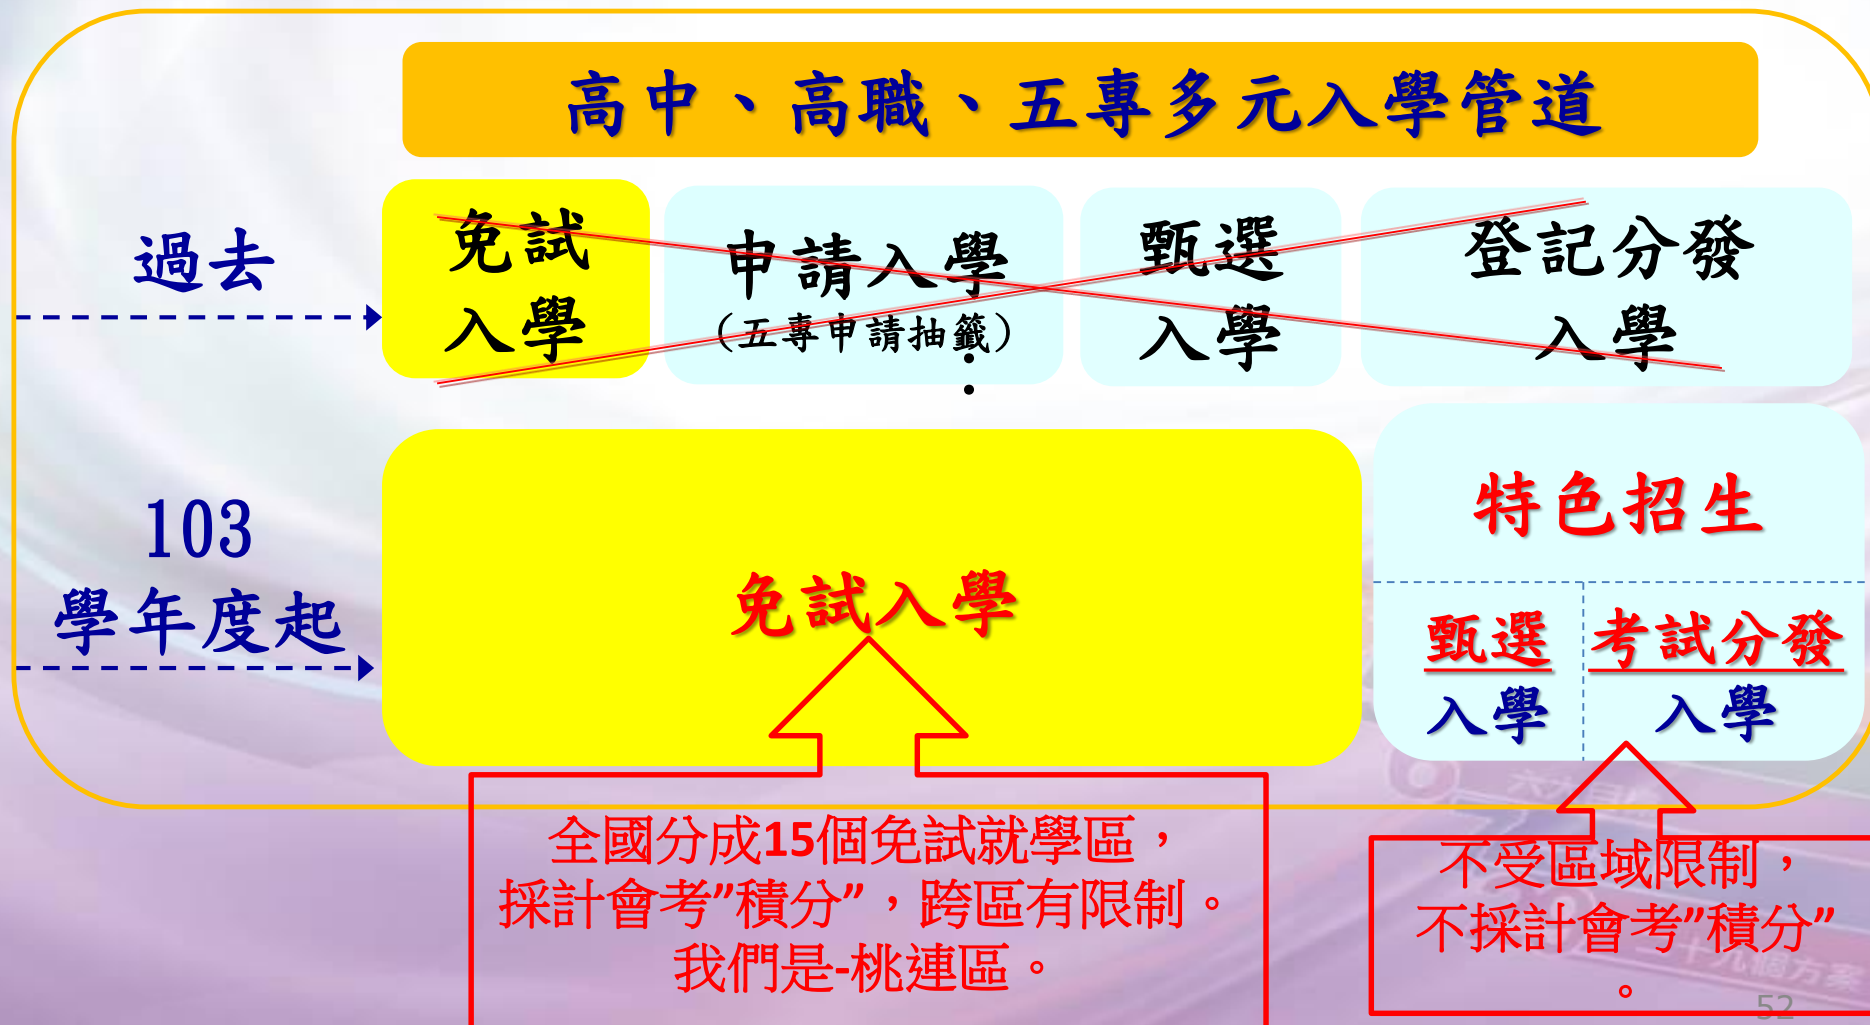 高中、高職、五專多元入學管道
過去
免試
入學
申請入學
（五專申請抽籤）
甄選
入學
登記分發
入學
103
學年度起
免試入學
特色招生
甄選
入學
考試分發
入學
全國分成15個免試就學區，
採計會考”積分”，跨區有限制。
我們是-桃連區。
不受區域限制，
不採計會考”積分”
。
十九個方案
52